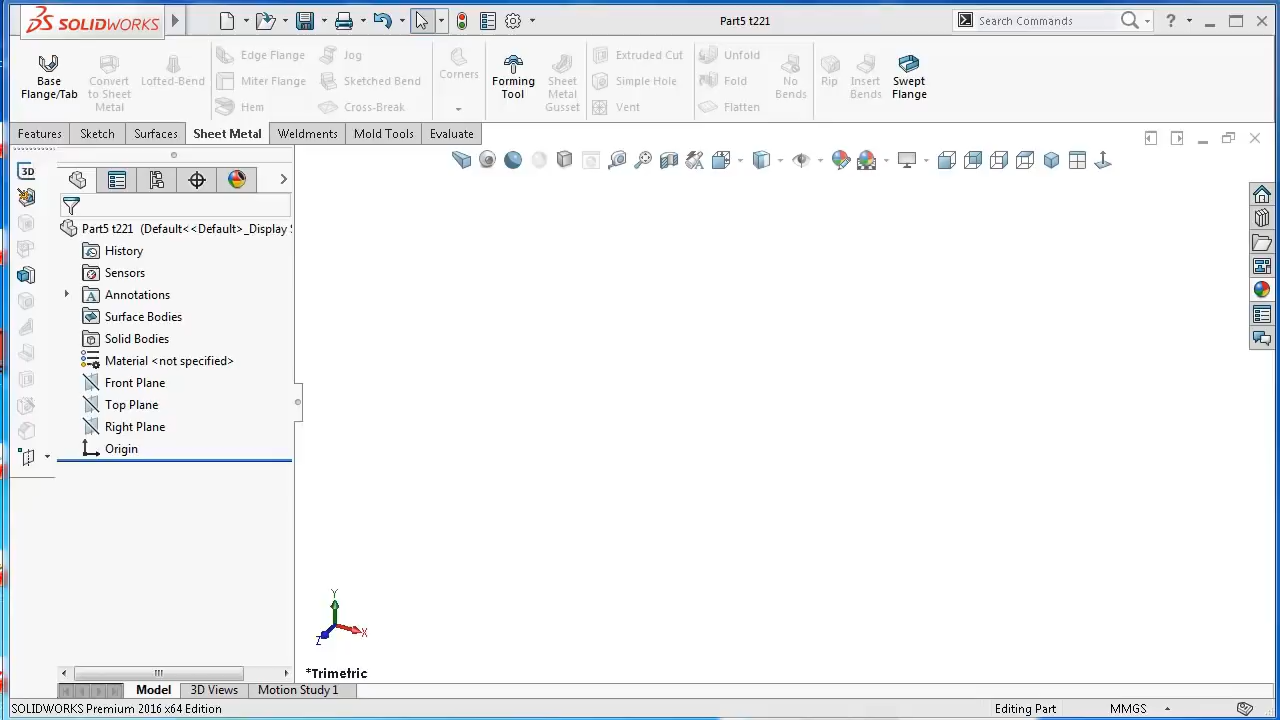 SOLIDWORKS
Part5 t221
Search Commands
?
Base
Flange/Tab
Convert
to Sheet
Metal
Lofted-Bend
Edge Flange
Miter Flange
Hem
Jog
Sketched Bend
Cross-Break
Corners
Forming
Tool
Sheet
Metal
Gusset
Extruded Cut
Simple Hole
Vent
Unfold
Fold
Flatten
No
Bends
Rip
Insert
Bends
Swept
Flange
Features
Sketch
Surfaces
Sheet Metal
Weldments
Mold Tools
Evaluate
3D
Part5 t221 (Default<<Default>_Display
History
Sensors
Annotations
Surface Bodies
Solid Bodies
Material <not specified>
Front Plane
Top Plane
Right Plane
Origin
Y
X
Z
*Trimetric
Model
3D Views
Motion Study 1
SOLIDWORKS Premium 2016 x64 Edition
Editing Part
MMGS